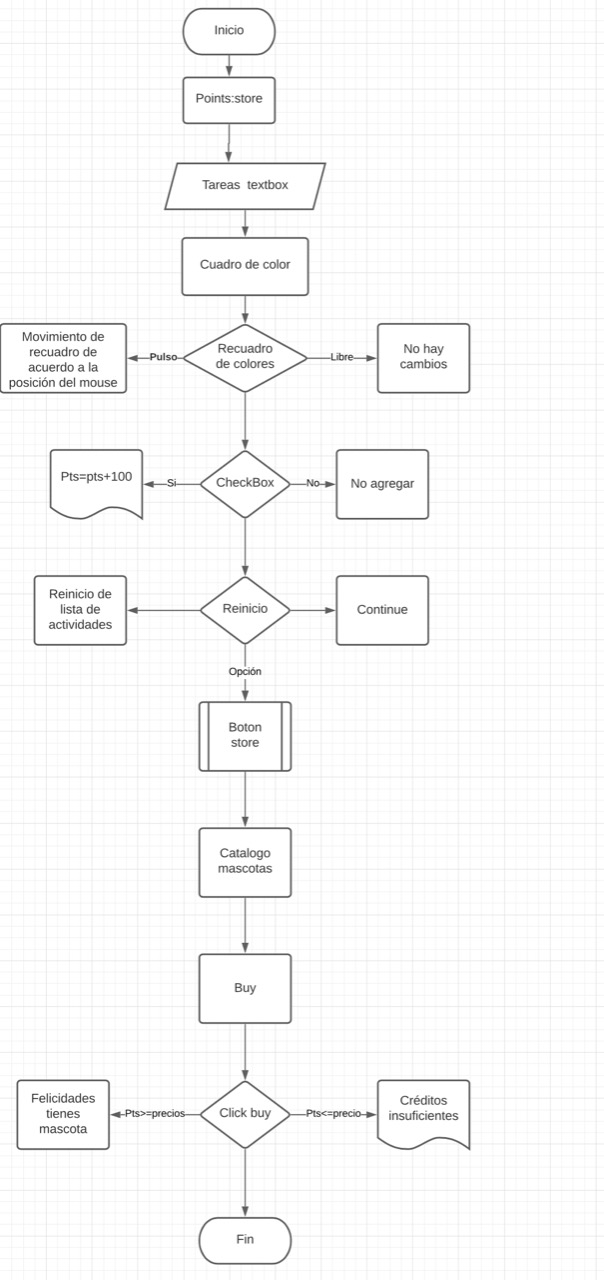 Inicio
Points:store
Tareas textbox
Cuadro de color
Movimiento de
recuadro de
acuerdo a la
posición del mouse
Pulso
Recuadro
de colores
Libre
No hay
cambios
Pts=pts+100
Si
CheckBox
No
No agregar
Reinicio de
lista de
actividades
Reinicio
Continue
Opción
Boton
store
Catalogo
mascotas
Buy
Felicidades
tienes
mascota
Pts>=precios
Click buy
Pts<=precio
Créditos
insuficientes
Fin